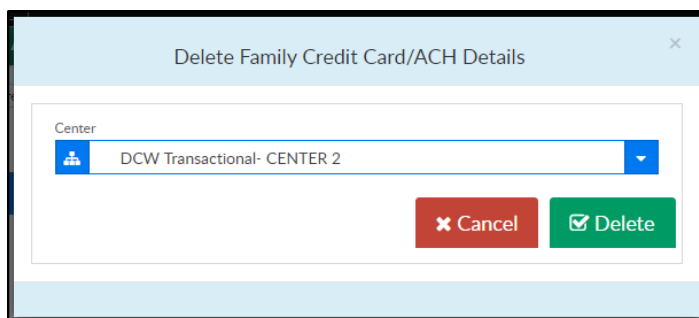 Delete Family Credit Card/ACH Details
Center
DCW Transactional- CENTER 2
Cancel Delete